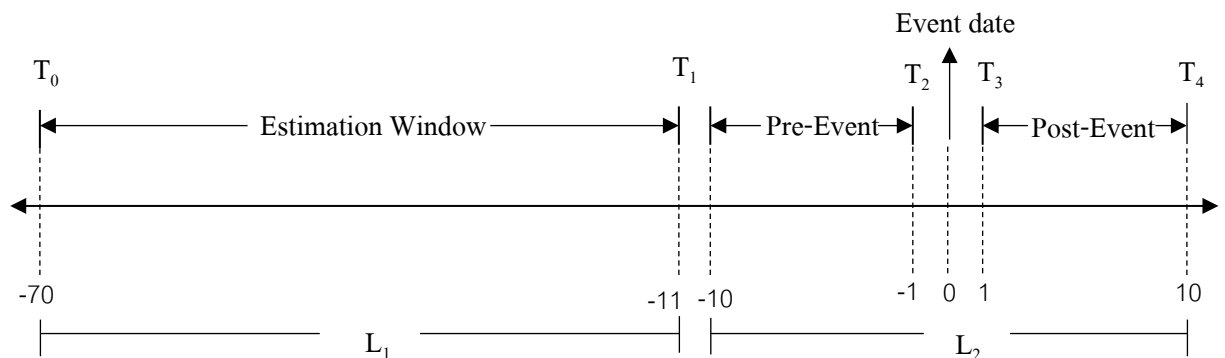 Event date
T₀ T₁ T₂ T₃ T₄
Estimation Window Pre-Event Post-Event
-70 -11 -10 -1 0 1 10
L₁ L₂